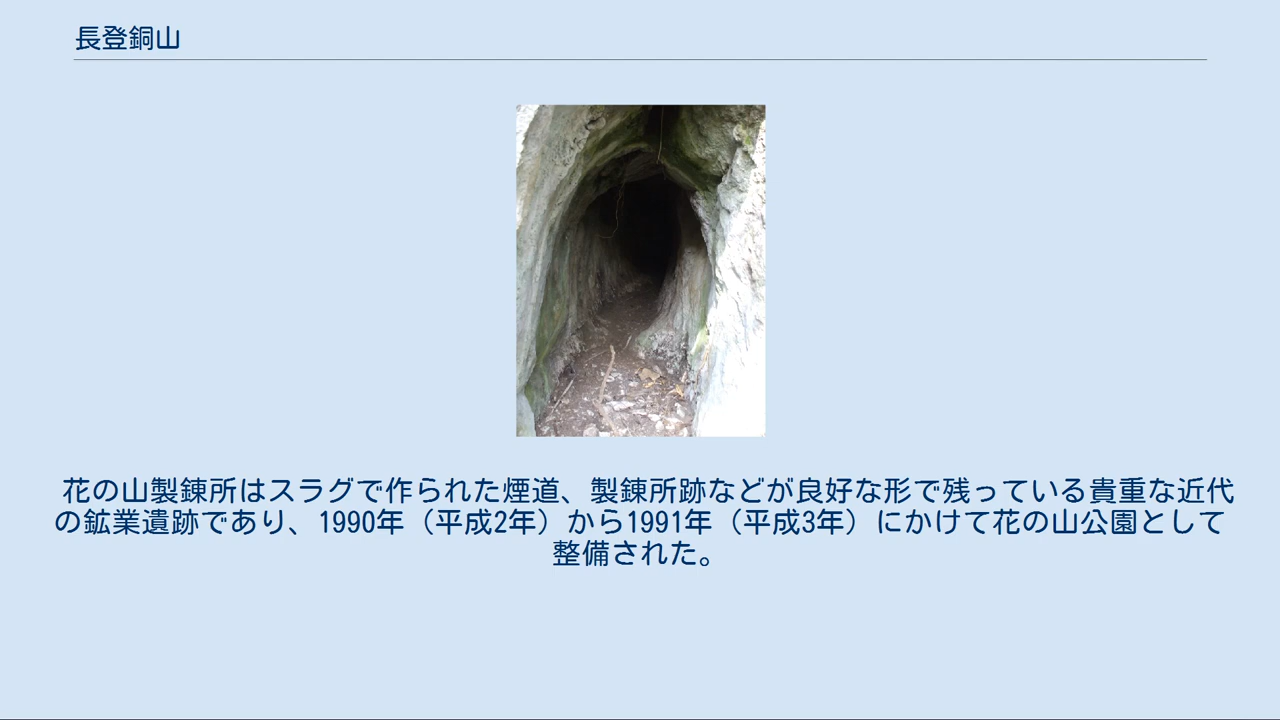 長登銅山
花の山製錬所はスラグで作られた煙道、製錬所跡などが良好な形で残っている貴重な近代
の鉱業遺跡であり、1990年（平成2年）から1991年（平成3年）にかけて花の山公園として
整備された。